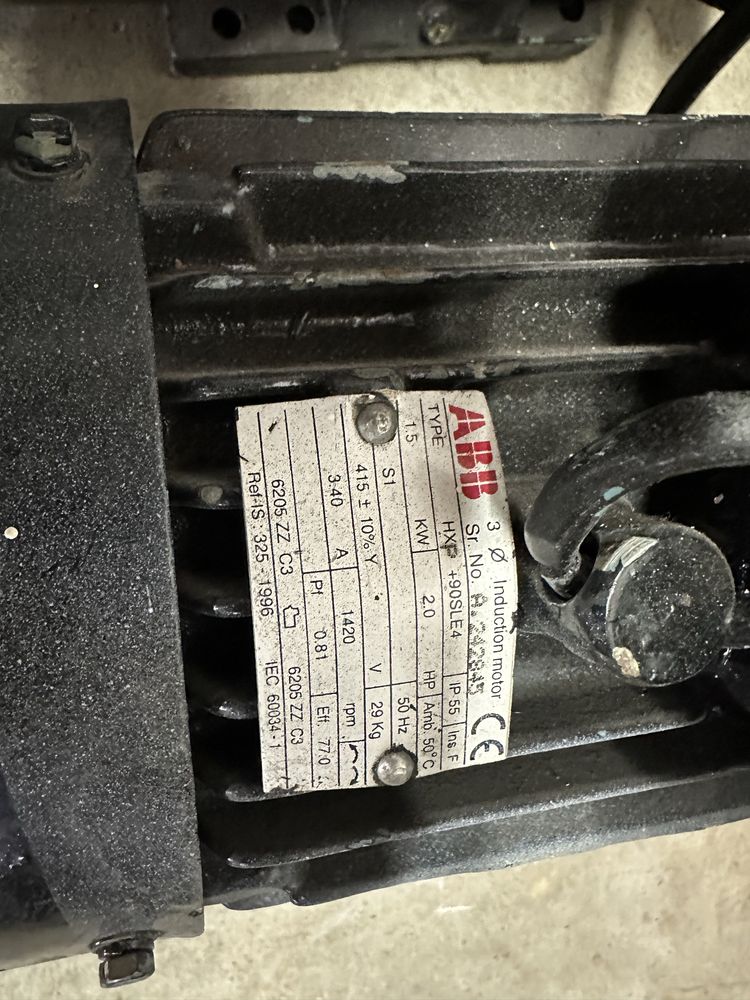 ABB 3 Ø Induction motor CE
Sr. No.
TYPE +90SLE4 IP 55 Ins. F
1.5 KW 2.0 HP Amb. 50°C
S1 50 Hz
415 ± 10% Y V 29 Kg
3.40 A 1420 rpm
Pf 0.81 Eff 77.0
6205 ZZ C3 6205 ZZ C3
Ref-IS : 325 1996 IEC 60034-1